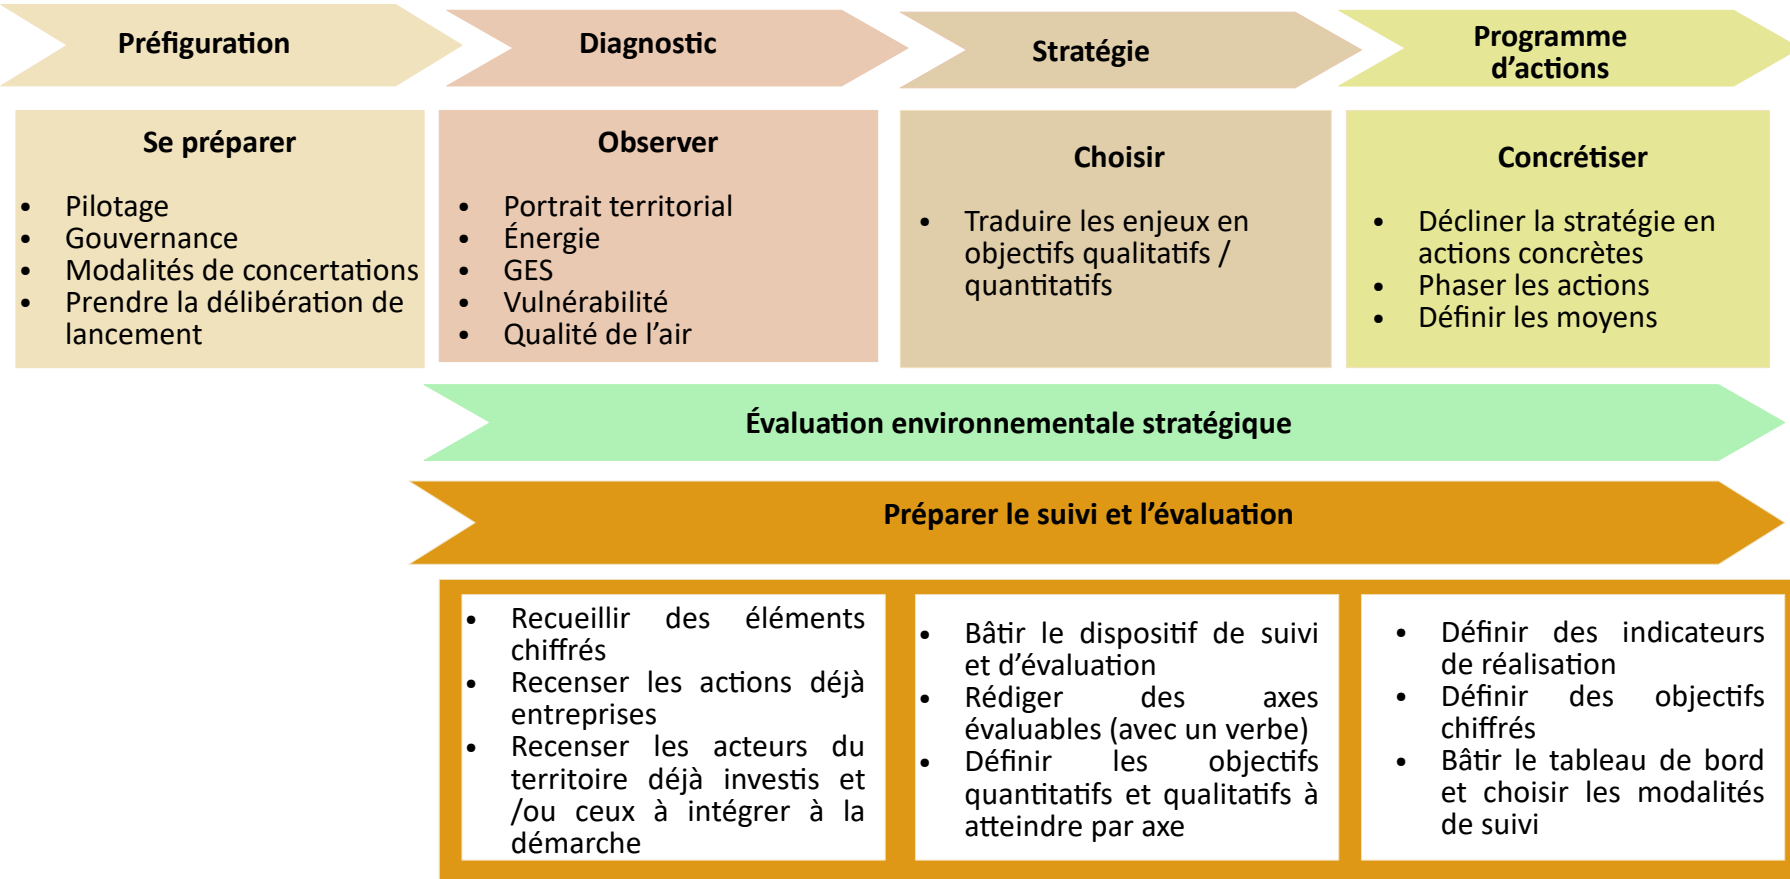 Préfiguration
Diagnostic
Stratégie
Programme
d'actions
Se préparer
• Pilotage
• Gouvernance
• Modalités de concertations
• Prendre la délibération de
lancement
Observer
• Portrait territorial
• Énergie
• GES
• Vulnérabilité
• Qualité de l’air
Choisir
• Traduire les enjeux en
objectifs qualitatifs /
quantitatifs
Concrétiser
• Décliner la stratégie en
actions concrètes
• Phaser les actions
• Définir les moyens
Évaluation environnementale stratégique
Préparer le suivi et l’évaluation
• Recueillir des éléments
chiffrés
• Recenser les actions déjà
entreprises
• Recenser les acteurs du
territoire déjà investis et
/ou ceux à intégrer à la
démarche
• Bâtir le dispositif de suivi
et d’évaluation
• Rédiger des axes
évaluables (avec un verbe)
• Définir les objectifs
quantitatifs et qualitatifs à
atteindre par axe
• Définir des indicateurs
de réalisation
• Définir des objectifs
chiffrés
• Bâtir le tableau de bord
et choisir les modalités
de suivi